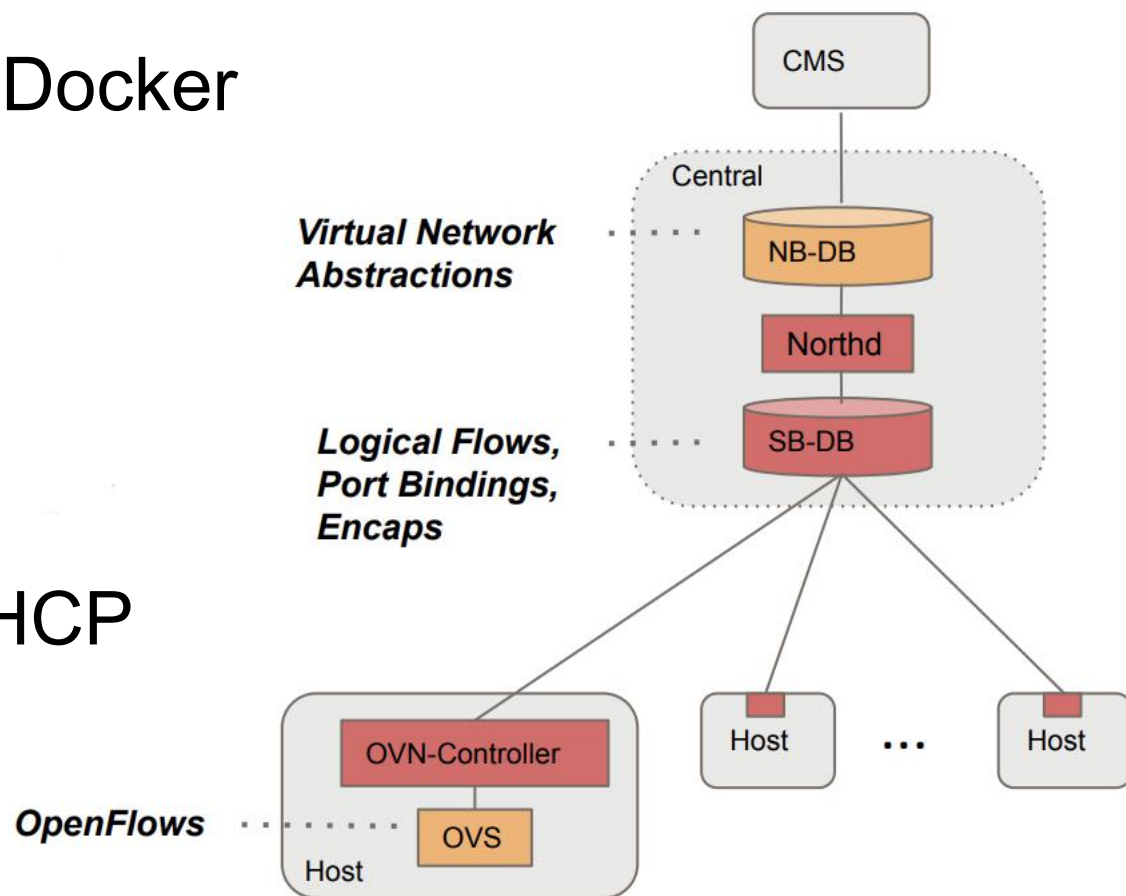 Docker
CMS
Central
Virtual Network
Abstractions
NB-DB
Northd
Logical Flows,
Port Bindings,
Encaps
SB-DB
HCP
OVN-Controller
Host
...
Host
OpenFlows
OVS
Host